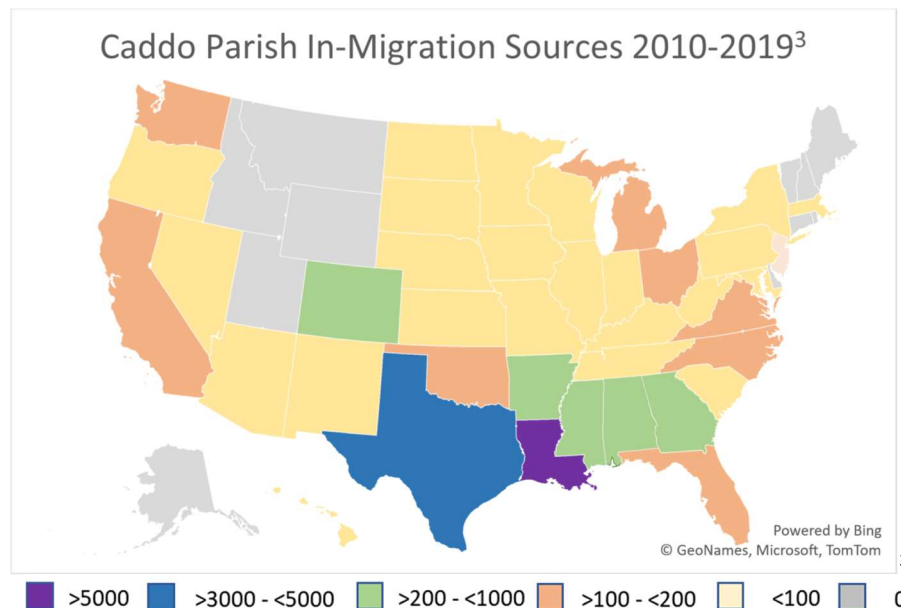 Caddo Parish In-Migration Sources 2010-2019³
Powered by Bing
© GeoNames, Microsoft, TomTom
>5000 >3000 - <5000 >200 - <1000 >100 - <200 <100